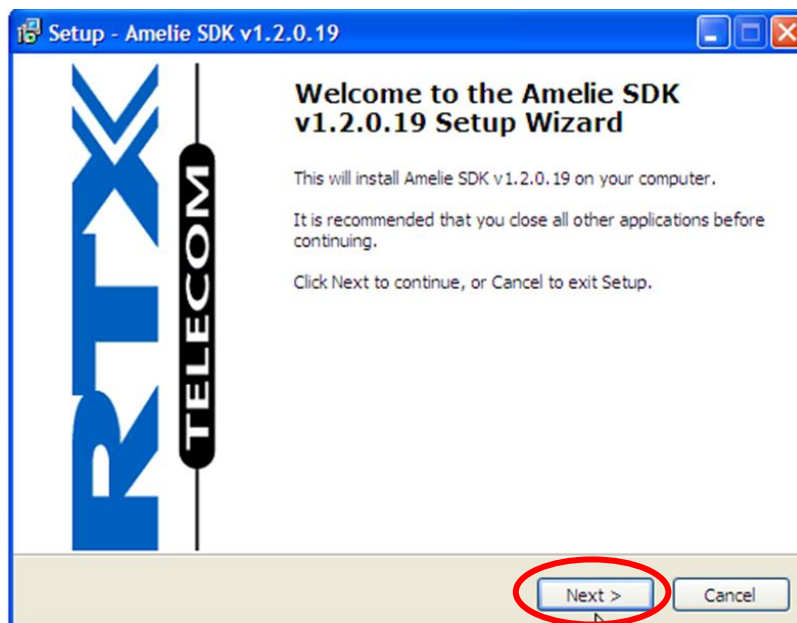 Setup - Amelie SDK v1.2.0.19
RTX
TELECOM
Welcome to the Amelie SDK
v1.2.0.19 Setup Wizard
This will install Amelie SDK v1.2.0.19 on your computer.
It is recommended that you close all other applications before
continuing.
Click Next to continue, or Cancel to exit Setup.
Next >
Cancel